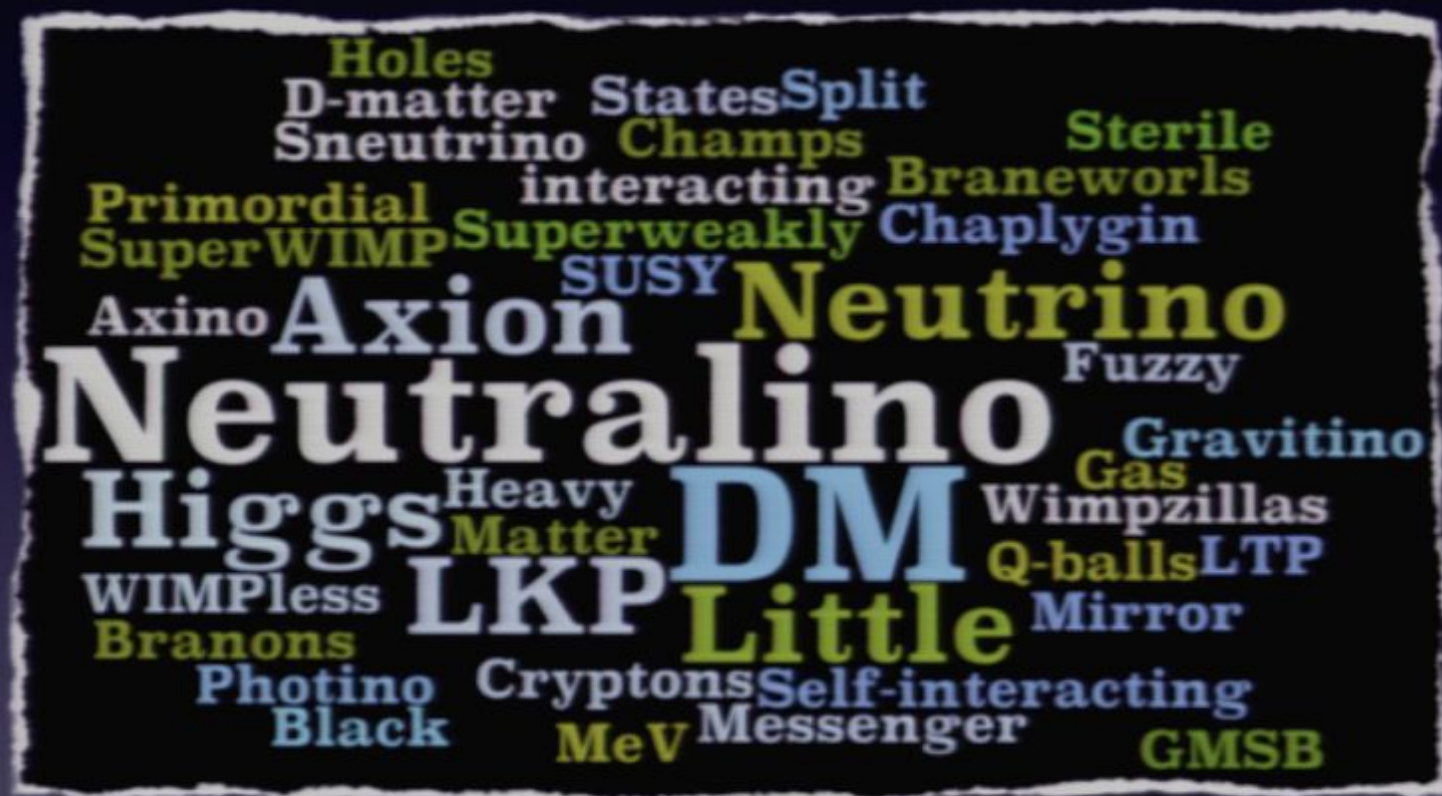 Holes
D-matter States Split
Sneutrino Champs Sterile
interacting Braneworls
Primordial Superweakly Chaplygin
SuperWIMP SUSY Neutrino
Axino Axion
Neutralino Fuzzy
Gravitino
Higgs Heavy DM Gas
Wimpzillas
Matter Q-balls LTP
WIMPless LKP Little Mirror
Branons
Photino Cryptons Self-interacting
Black MeV Messenger GMSB